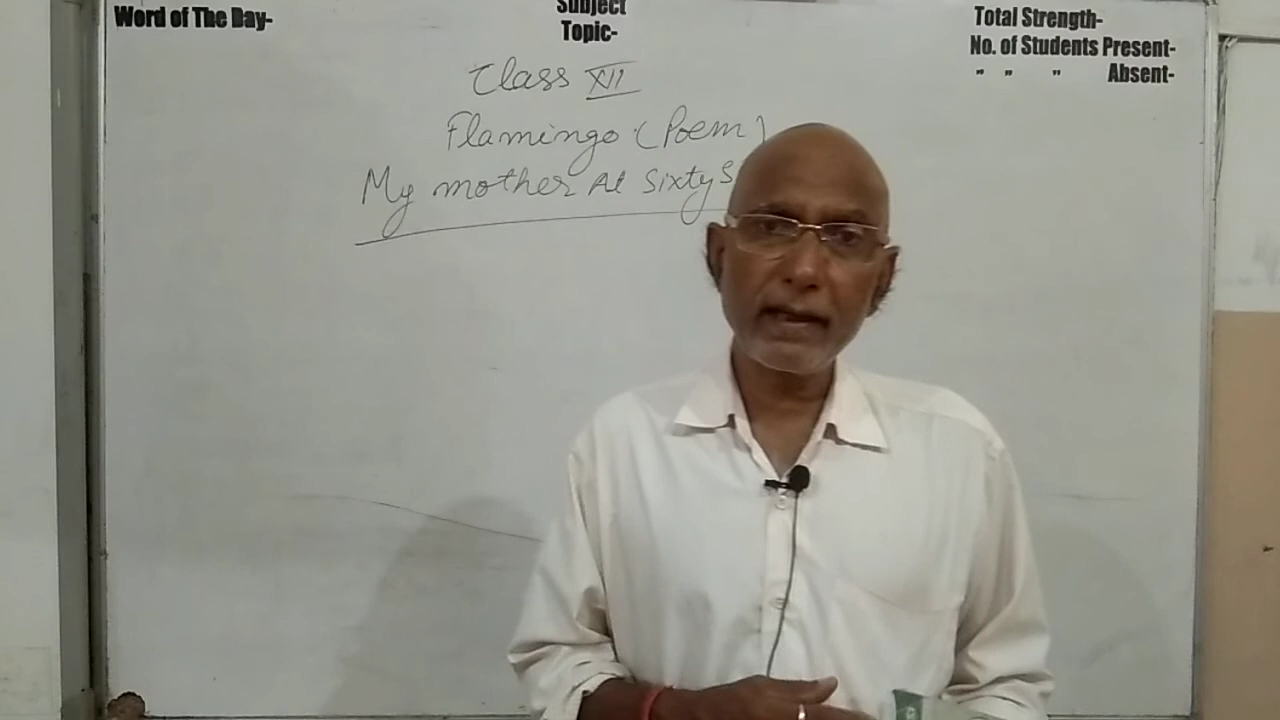 Word of The Day-
Subject
Topic-
Total Strength-
No. of Students Present-
" " " Absent-
Class XII
Flamingo (Poem)
My mother At Sixty S